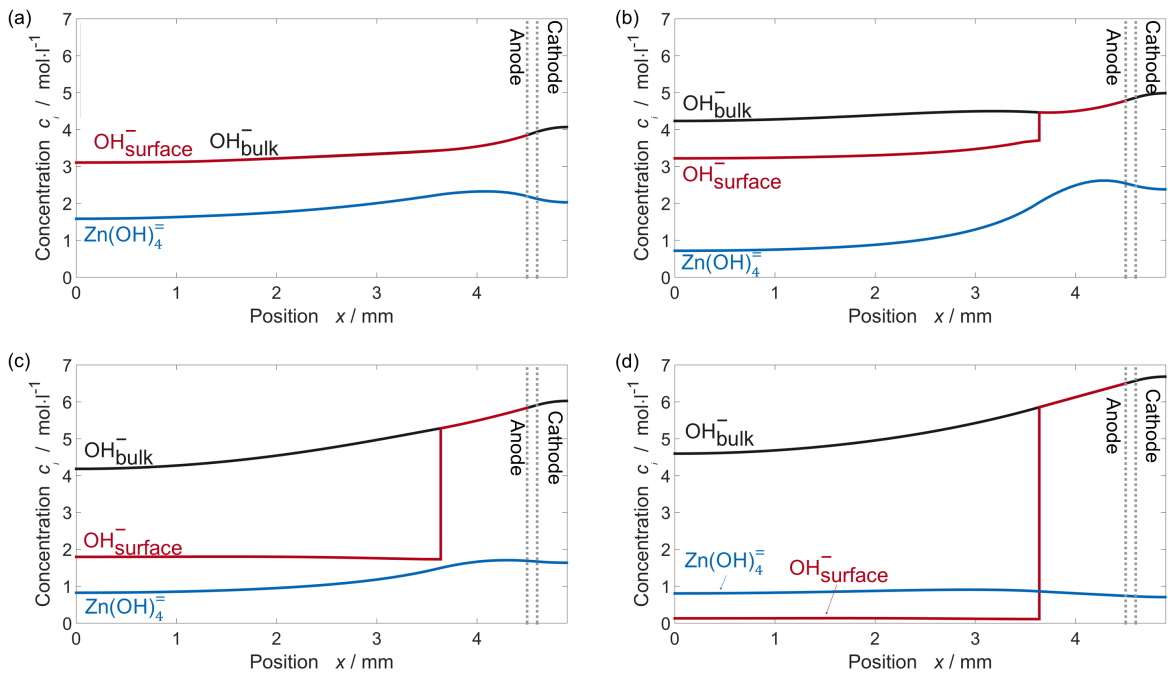 (a)
Concentration c_i / mol·l⁻¹
7
6
5
4
3
2
1
0
OH⁻surface
OH⁻bulk
Zn(OH)₄⁼
Anode
Cathode
0 1 2 3 4
Position x / mm
(b)
Concentration c_i / mol·l⁻¹
7
6
5
4
3
2
1
0
OH⁻bulk
OH⁻surface
Zn(OH)₄⁼
Anode
Cathode
0 1 2 3 4
Position x / mm
(c)
Concentration c_i / mol·l⁻¹
7
6
5
4
3
2
1
0
OH⁻bulk
OH⁻surface
Zn(OH)₄⁼
Anode
Cathode
0 1 2 3 4
Position x / mm
(d)
Concentration c_i / mol·l⁻¹
7
6
5
4
3
2
1
0
OH⁻bulk
Zn(OH)₄⁼
OH⁻surface
Anode
Cathode
0 1 2 3 4
Position x / mm